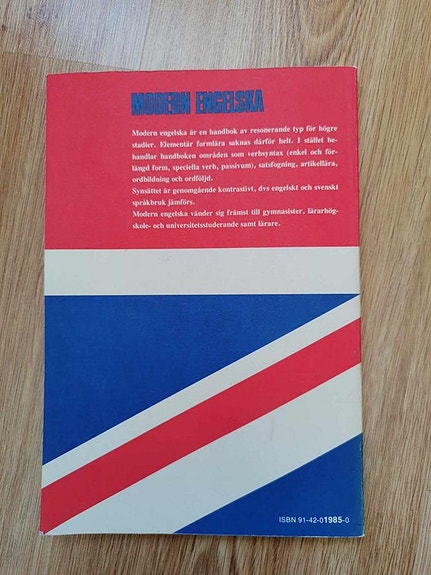 MODERN ENGELSKA
Modern engelska är en handbok av resonerande typ för högre
stadier. Elementär formlära saknas därför helt. I stället be-
handlar handboken områden som verbsyntax (enkel och för-
längd form, speciella verb, passivum), satsfogning, artikellära,
ordbildning och ordföljd.
Synsättet är genomgående kontrastivt, dvs engelskt och svenskt
språkbruk jämförs.
Modern engelska vänder sig främst till gymnasister, lärarhög-
skole- och universitetsstuderande samt lärare.
ISBN 91-42-01985-0